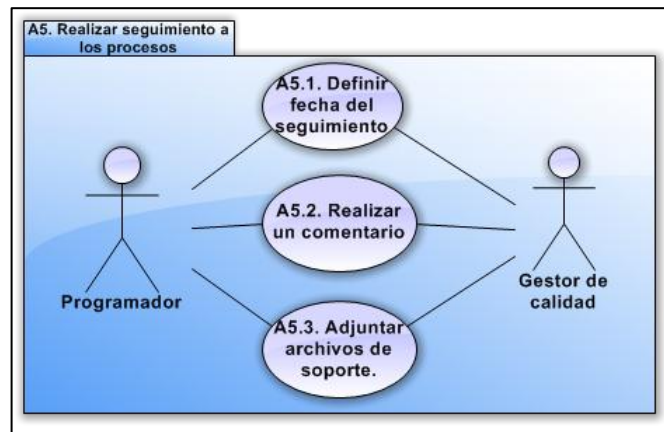 A5. Realizar seguimiento a
los procesos
A5.1. Definir
fecha del
seguimiento
A5.2. Realizar
un comentario
A5.3. Adjuntar
archivos de
soporte.
Programador
Gestor de
calidad